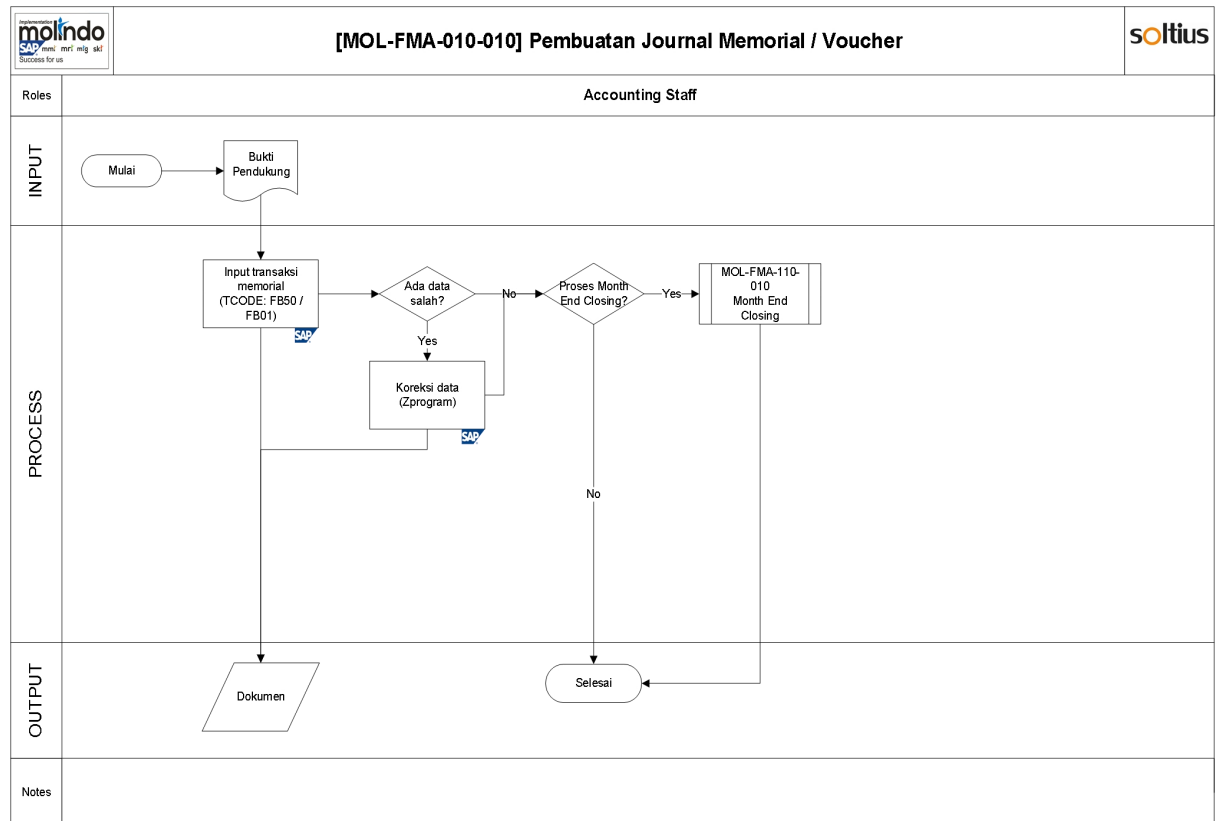 Implementation
molindo
SAP mmi mri mlg ski
Success for us
[MOL-FMA-010-010] Pembuatan Journal Memorial / Voucher
soltius
Roles
Accounting Staff
INPUT
Mulai
Bukti
Pendukung
PROCESS
Input transaksi
memorial
(TCODE: FB50 /
FB01)
SAP
Ada data
salah?
No
Yes
Koreksi data
(Zprogram)
SAP
Proses Month
End Closing?
Yes
No
MOL-FMA-110-
010
Month End
Closing
OUTPUT
Dokumen
Selesai
Notes